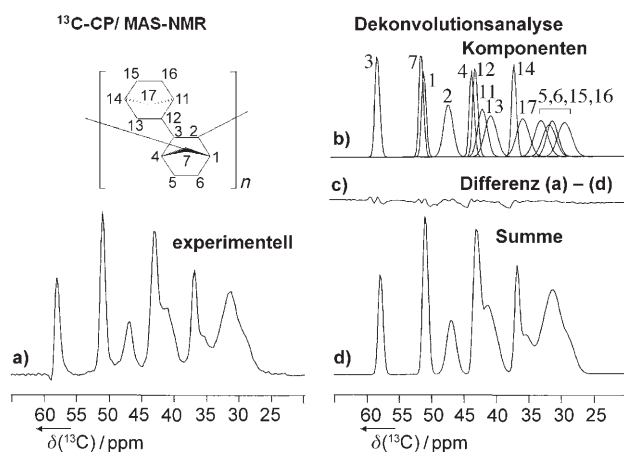 ¹³C-CP/ MAS-NMR
15 16
14 17 11
13 12
3 2
4 7 1
5 6
n
experimentell
a)
60 55 50 45 40 35 30 25
δ(¹³C) / ppm
Dekonvolutionsanalyse
Komponenten
3 7 1 2 4 12 11 13 14 17 5,6,15,16
b)
c) Differenz (a) – (d)
Summe
d)
60 55 50 45 40 35 30 25
δ(¹³C) / ppm